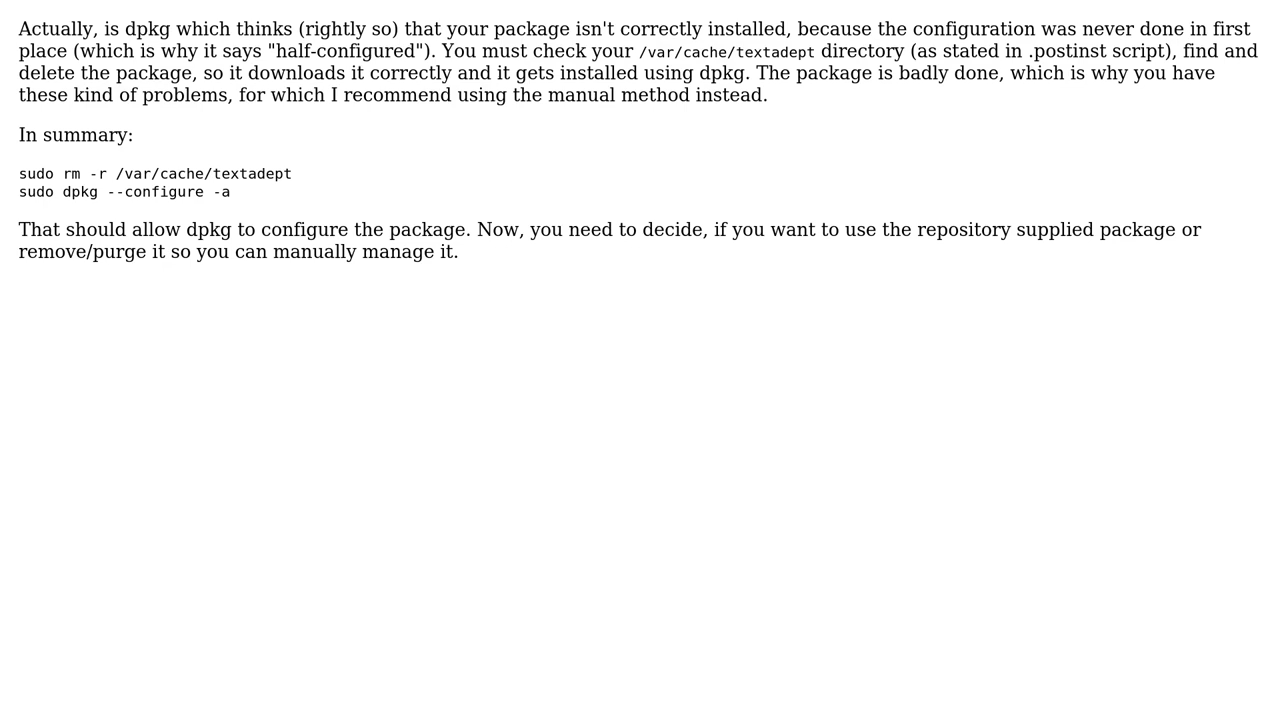 Actually, is dpkg which thinks (rightly so) that your package isn't correctly installed, because the configuration was never done in first
place (which is why it says "half-configured"). You must check your /var/cache/textadept directory (as stated in .postinst script), find and
delete the package, so it downloads it correctly and it gets installed using dpkg. The package is badly done, which is why you have
these kind of problems, for which I recommend using the manual method instead.
In summary:
sudo rm -r /var/cache/textadept
sudo dpkg --configure -a
That should allow dpkg to configure the package. Now, you need to decide, if you want to use the repository supplied package or
remove/purge it so you can manually manage it.